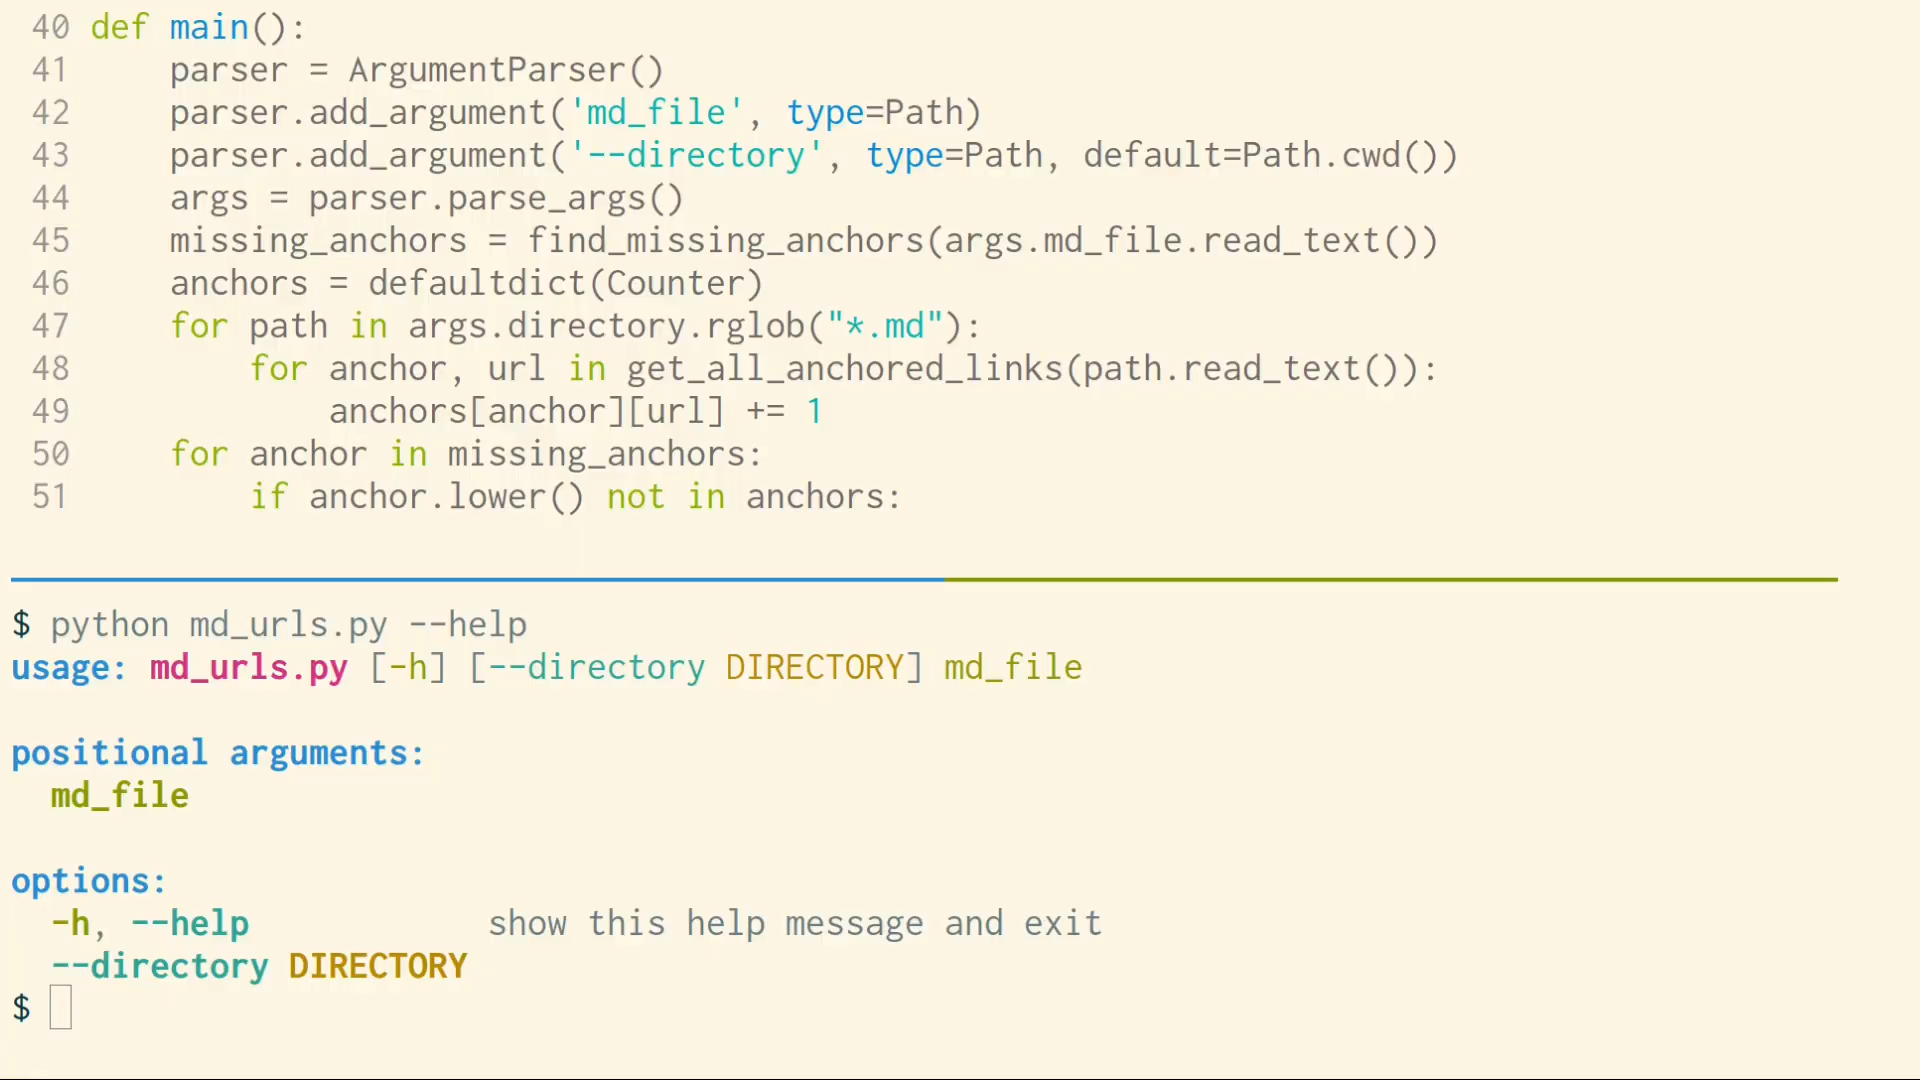 40 def main():
41     parser = ArgumentParser()
42     parser.add_argument('md_file', type=Path)
43     parser.add_argument('--directory', type=Path, default=Path.cwd())
44     args = parser.parse_args()
45     missing_anchors = find_missing_anchors(args.md_file.read_text())
46     anchors = defaultdict(Counter)
47     for path in args.directory.rglob("*.md"):
48         for anchor, url in get_all_anchored_links(path.read_text()):
49             anchors[anchor][url] += 1
50     for anchor in missing_anchors:
51         if anchor.lower() not in anchors:
$ python md_urls.py --help
usage: md_urls.py [-h] [--directory DIRECTORY] md_file
positional arguments:
  md_file
options:
  -h, --help            show this help message and exit
  --directory DIRECTORY
$